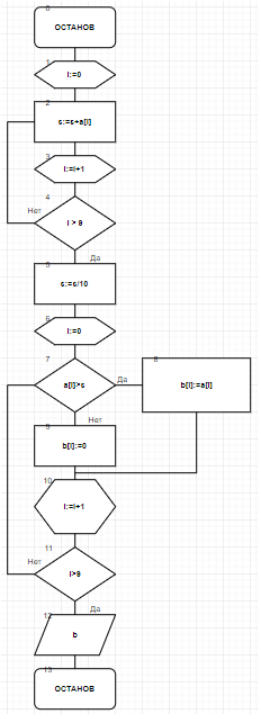 0
ОСТАНОВ
1
i:=0
2
s:=s+a[i]
3
i:=i+1
4
Нет
i > 9
Да
5
s:=s/10
6
i:=0
7
8
a[i]>s
Да
b[i]:=a[i]
Нет
9
b[i]:=0
10
i:=i+1
11
Нет
i>9
Да
12
b
13
ОСТАНОВ